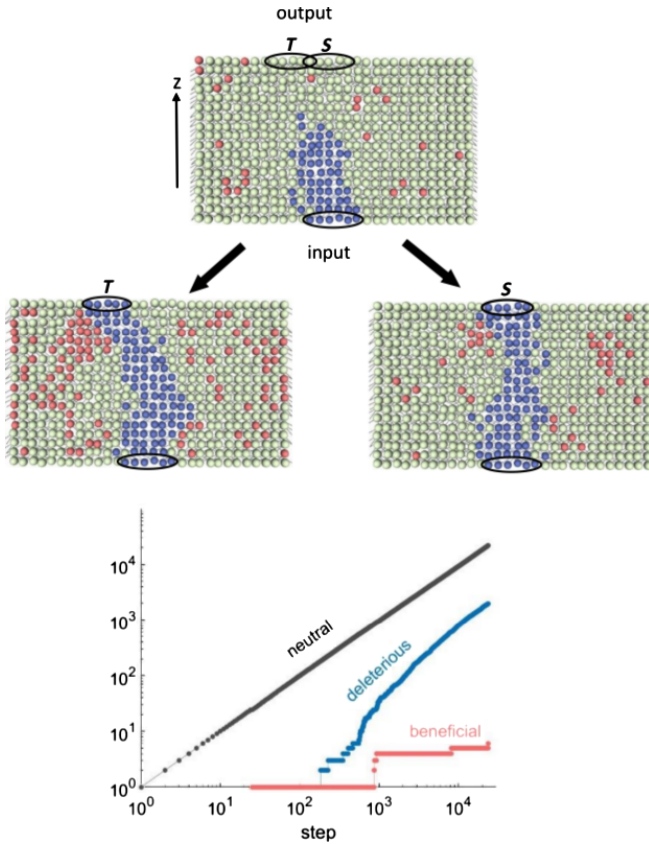 output
T S
z
input
T S
10^4
10^3
10^2
10^1
10^0
neutral
deleterious
beneficial
10^0 10^1 10^2 10^3 10^4
step